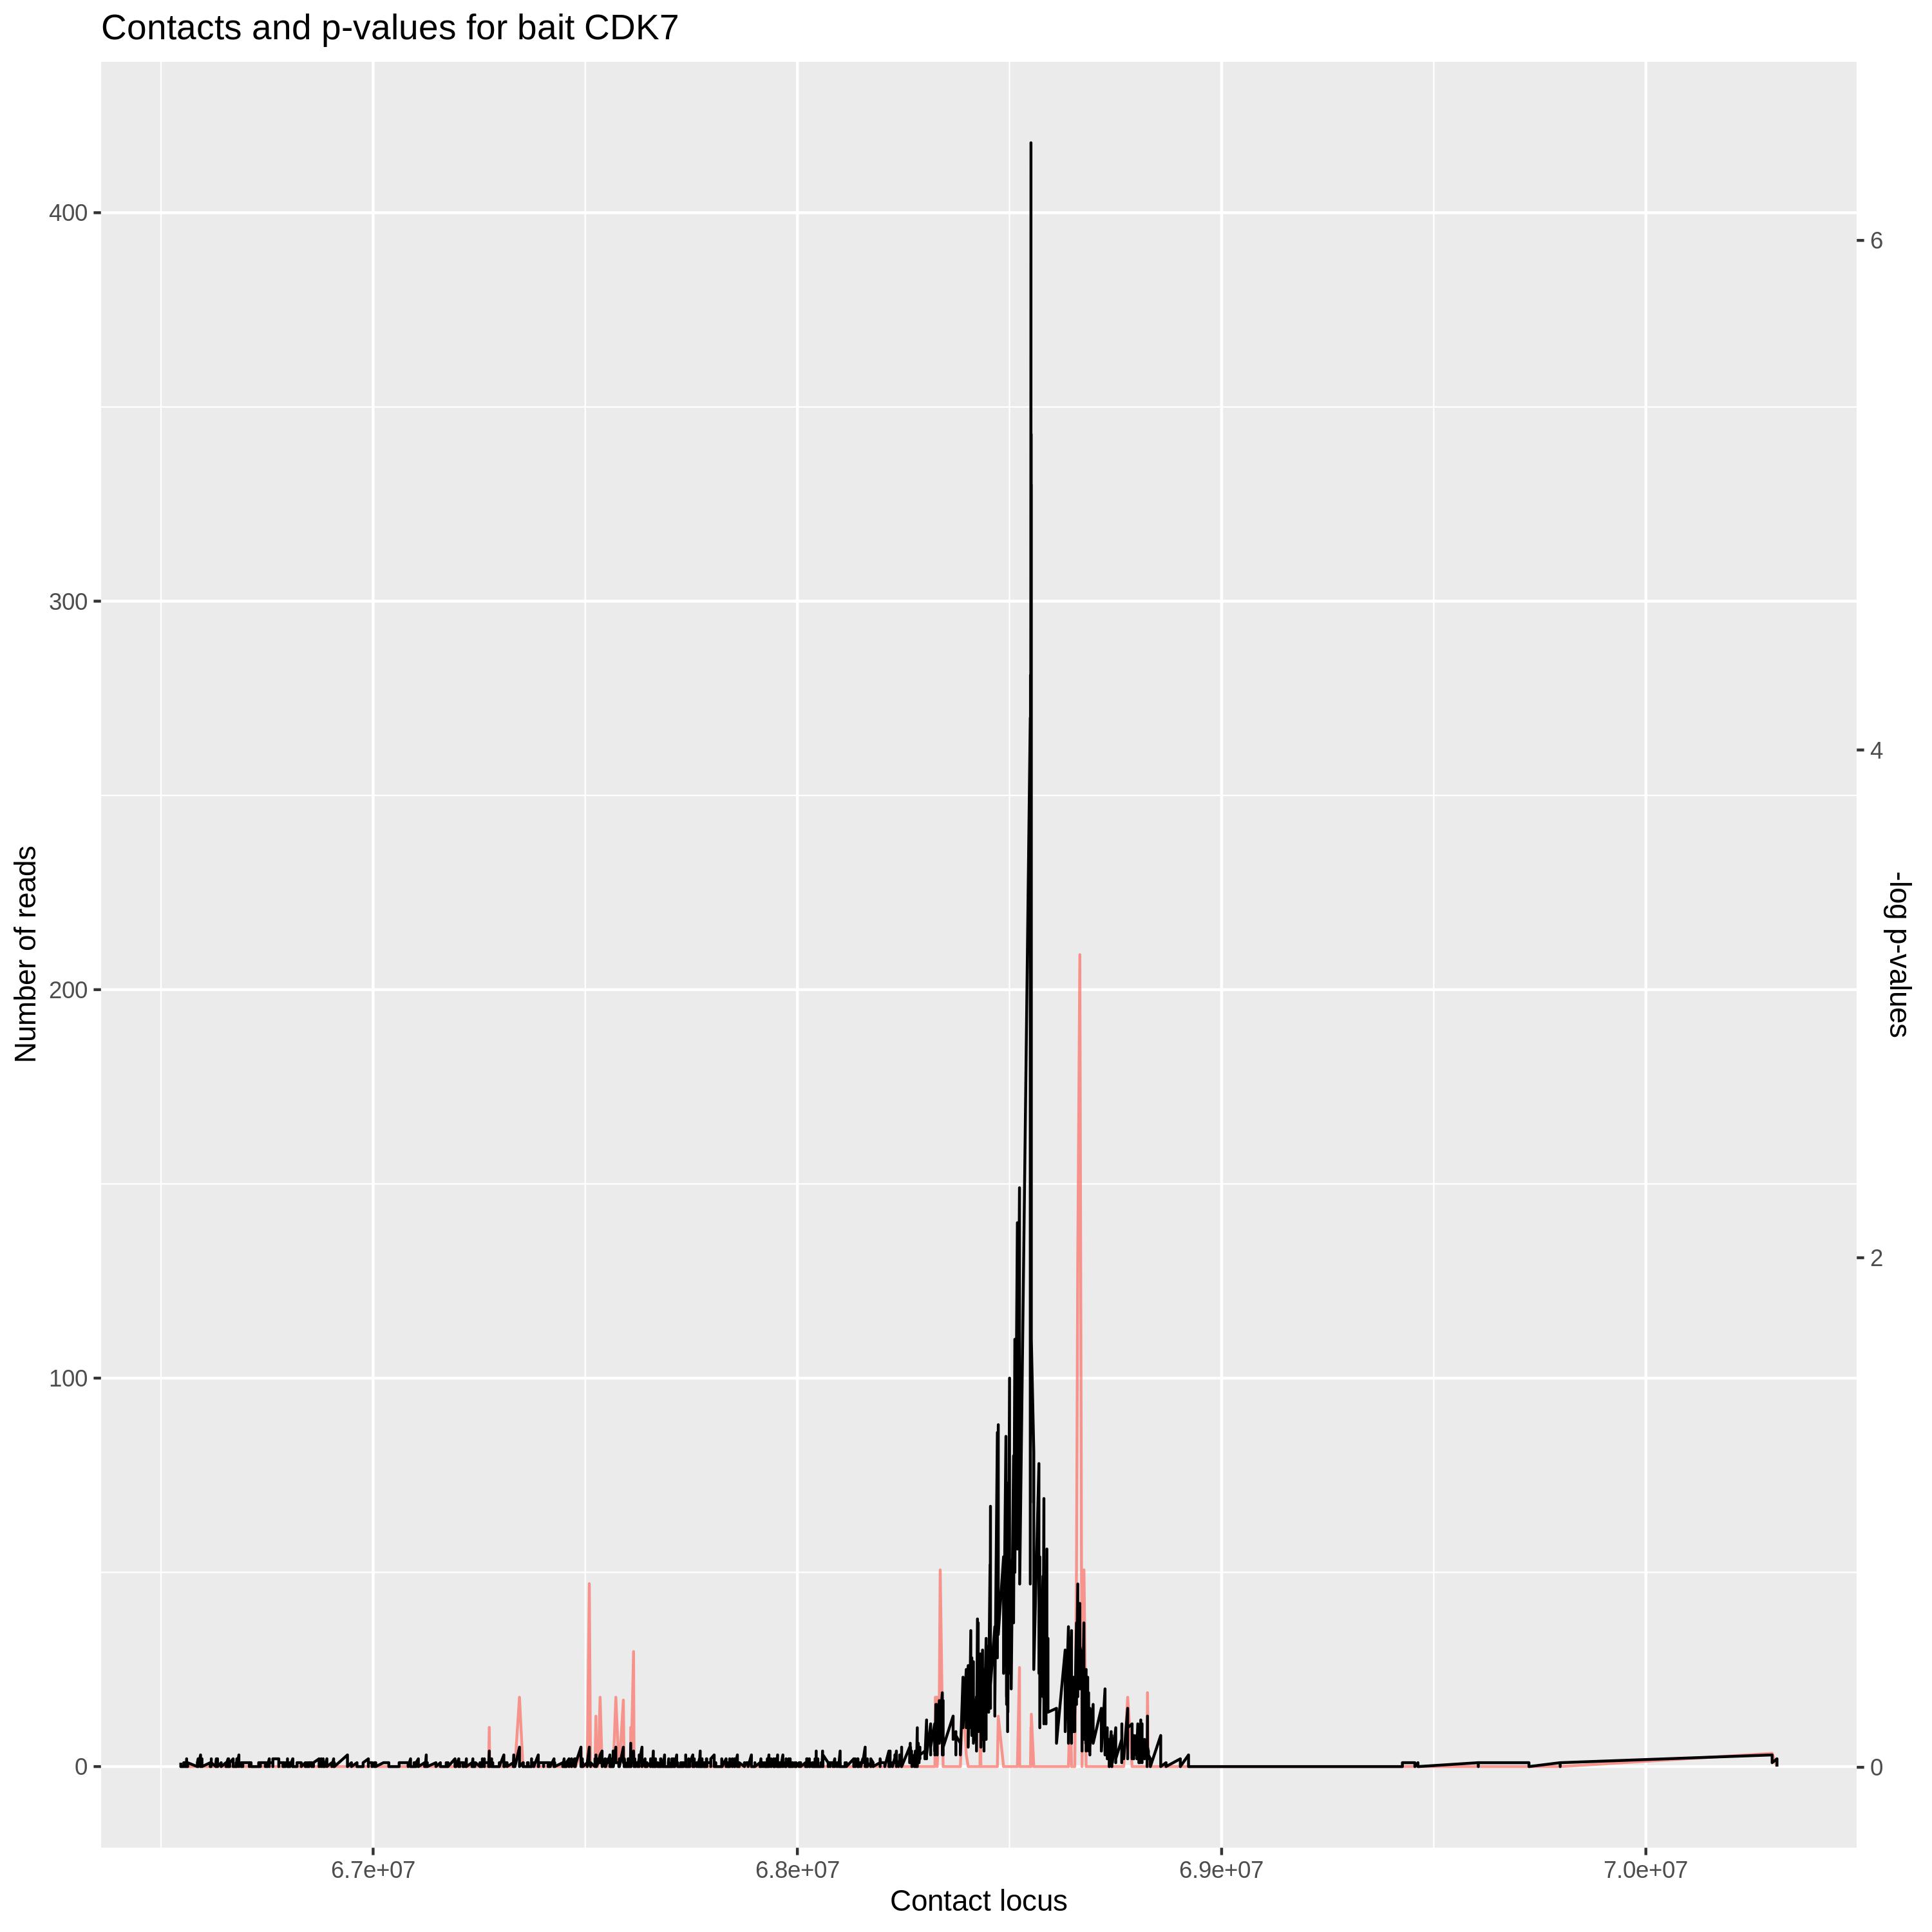 Contacts and p-values for bait CDK7
400
300
200
100
0
Number of reads
6
4
2
0
-log p-values
6.7e+07
6.8e+07
6.9e+07
7.0e+07
Contact locus